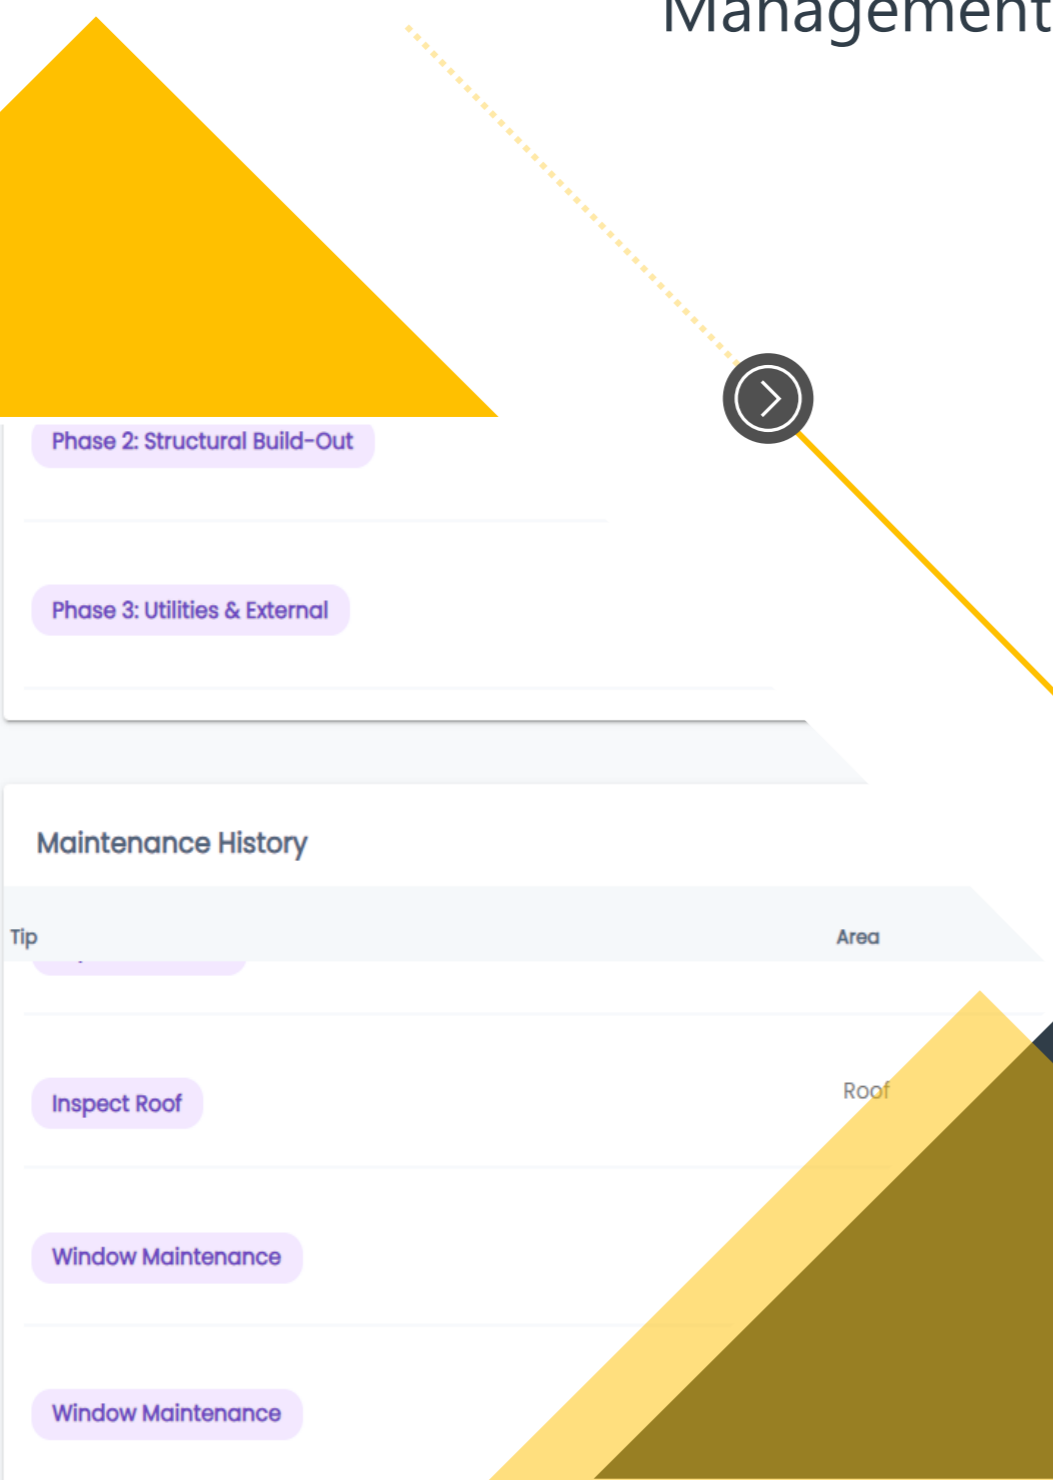 Management
Phase 2: Structural Build-Out
Phase 3: Utilities & External
Maintenance History
Tip Area
Inspect Roof Roof
Window Maintenance
Window Maintenance